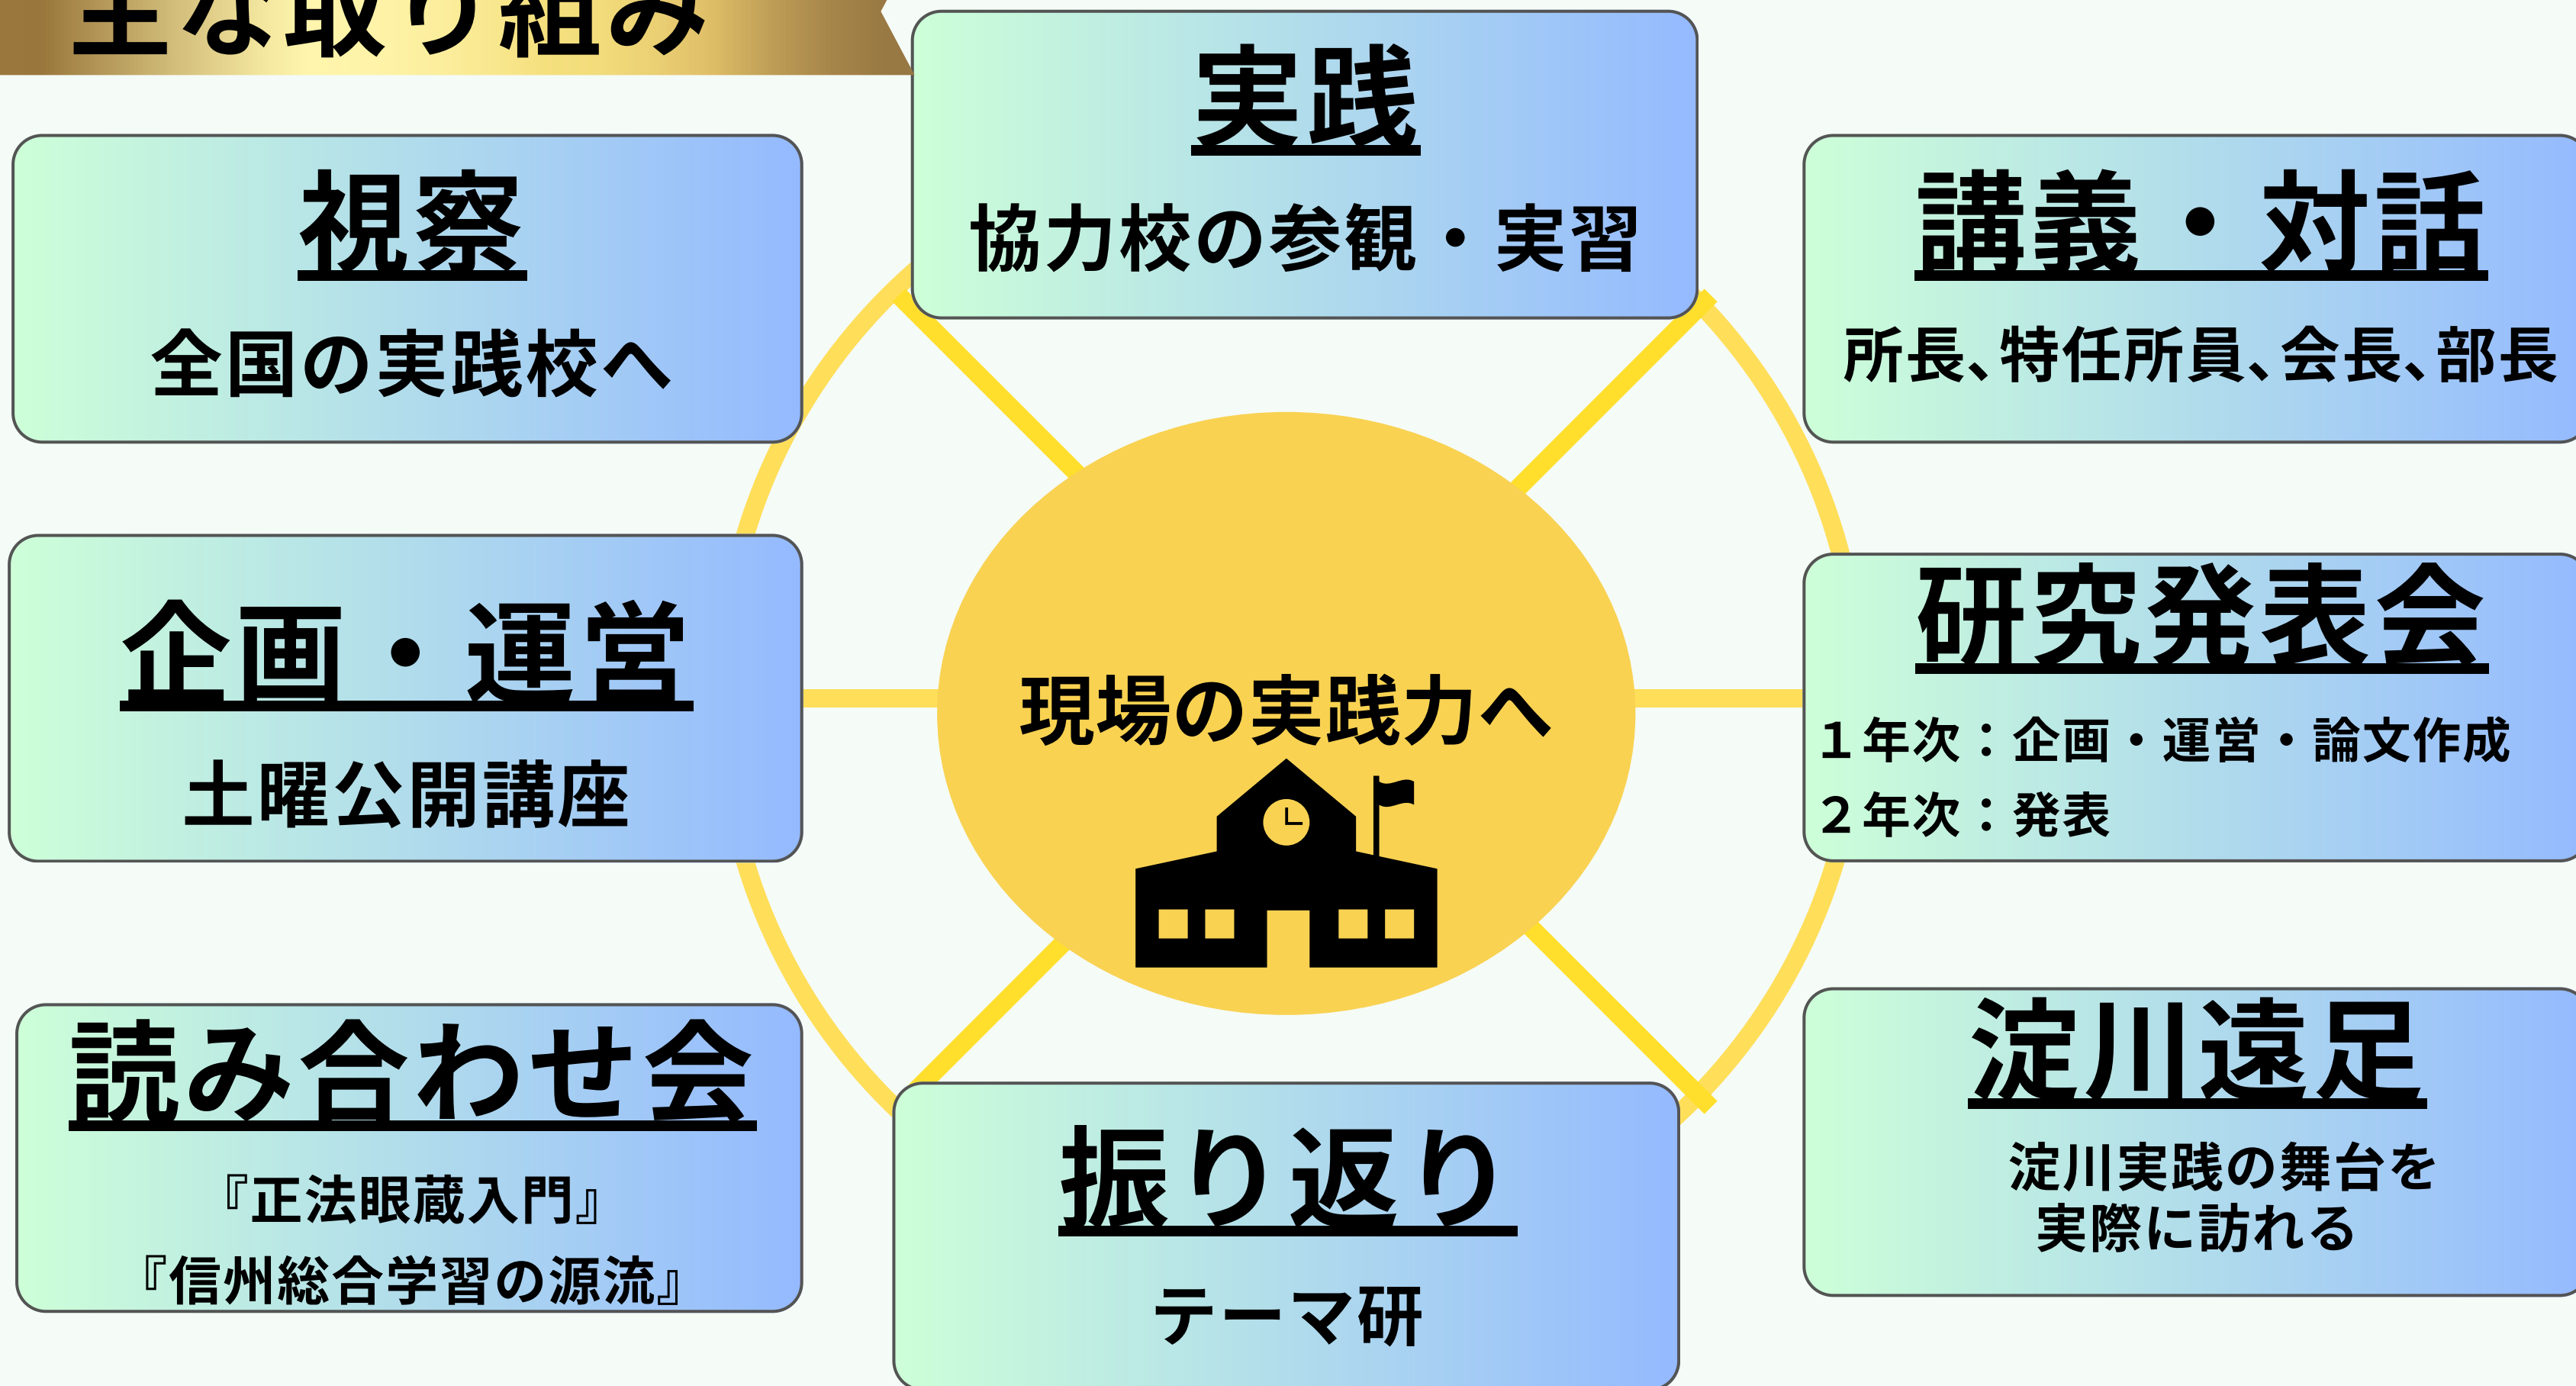 主な取り組み
実践
協力校の参観・実習
視察
全国の実践校へ
講義・対話
所長、特任所員、会長、部長
企画・運営
土曜公開講座
現場の実践力へ
研究発表会
１年次：企画・運営・論文作成
２年次：発表
読み合わせ会
『正法眼蔵入門』
『信州総合学習の源流』
振り返り
テーマ研
淀川遠足
淀川実践の舞台を
実際に訪れる